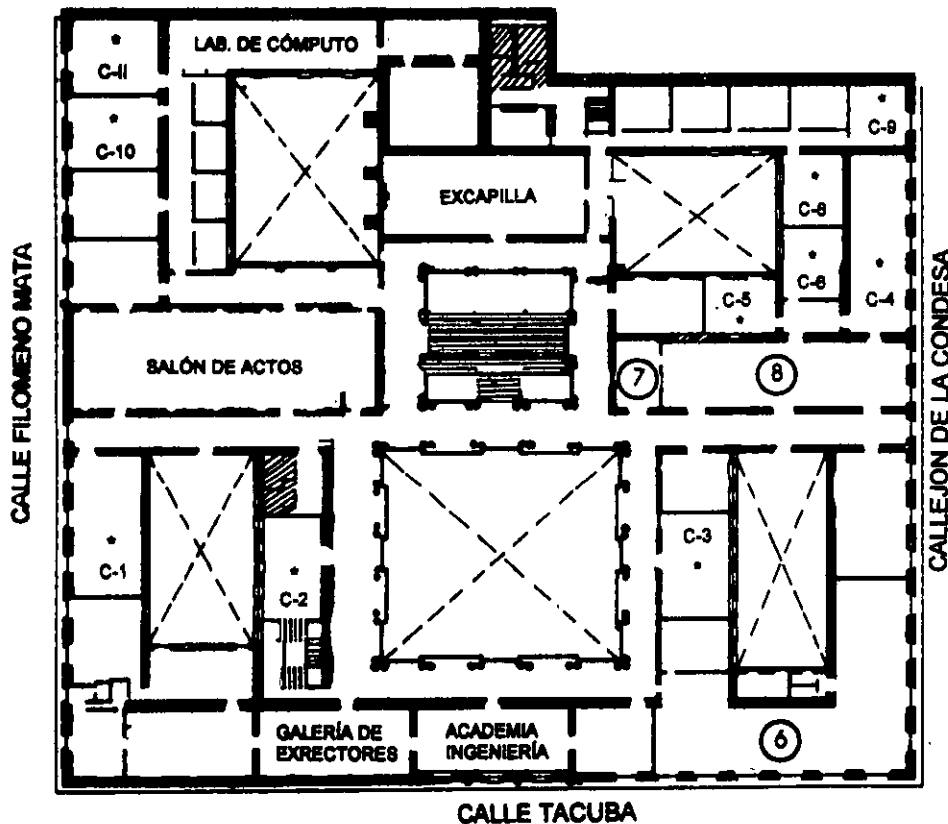 LAB. DE CÓMPUTO
C-11
C-9
C-10
EXCAPILLA
C-8
C-6
C-5
C-4
CALLE FILOMENO MATA
SALÓN DE ACTOS
7
8
CALLEJON DE LA CONDESA
C-1
C-2
C-3
GALERÍA DE
EXRECTORES
ACADEMIA
INGENIERÍA
6
CALLE TACUBA